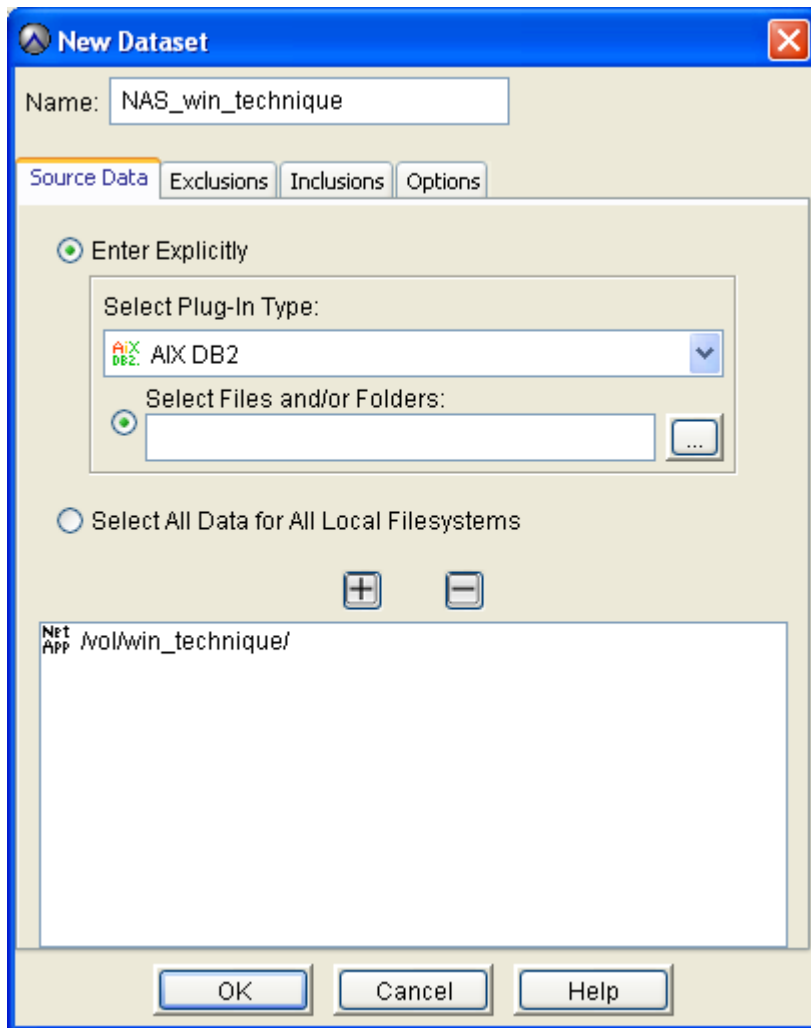 New Dataset
Name: NAS_win_technique
Source Data Exclusions Inclusions Options
Enter Explicitly
Select Plug-In Type:
AIX DB2. AIX DB2
Select Files and/or Folders:
...
Select All Data for All Local Filesystems
+ −
Net App /vol/win_technique/
OK Cancel Help